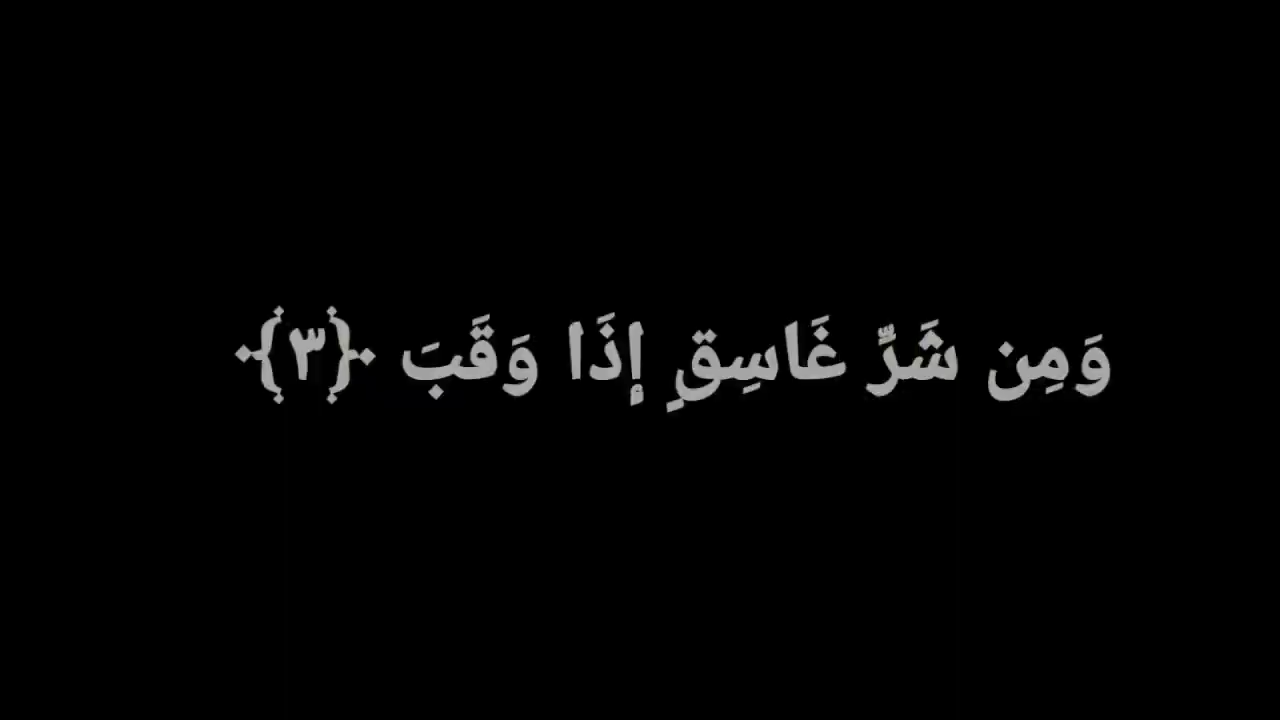 وَمِن شَرِّ غَاسِقٍ إِذَا وَقَبَ ﴿٣﴾